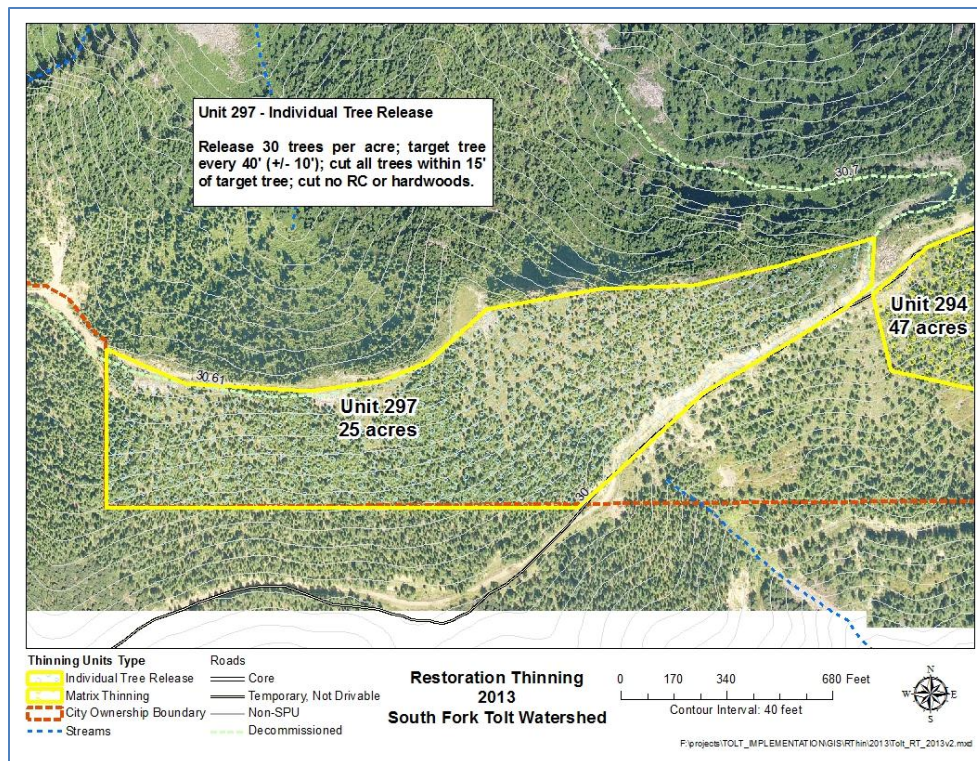 Unit 297 - Individual Tree Release
Release 30 trees per acre; target tree
every 40' (+/- 10'); cut all trees within 15'
of target tree; cut no RC or hardwoods.
30.7
Unit 294
47 acres
30.61
Unit 297
25 acres
30
Thinning Units Type
Individual Tree Release
Matrix Thinning
City Ownership Boundary
Streams
Roads
Core
Temporary, Not Drivable
Non-SPU
Decommissioned
Restoration Thinning
2013
South Fork Tolt Watershed
0 170 340 680 Feet
Contour Interval: 40 feet
N
W E
S
F:\projects\TOLT_IMPLEMENTATION\GIS\RThin\2013\Tolt_RT_2013v2.mxd